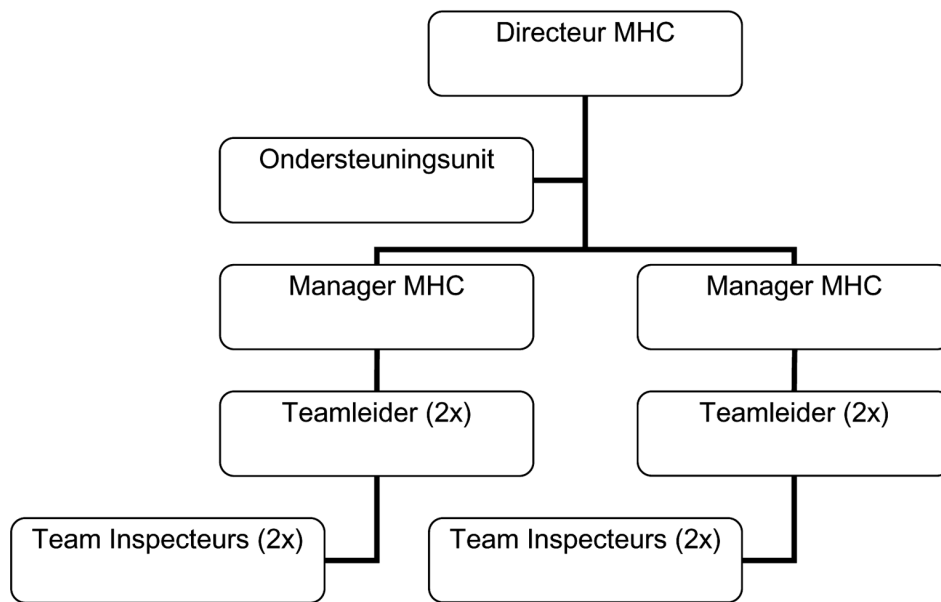 Directeur MHC
Ondersteuningsunit
Manager MHC
Manager MHC
Teamleider (2x)
Teamleider (2x)
Team Inspecteurs (2x)
Team Inspecteurs (2x)